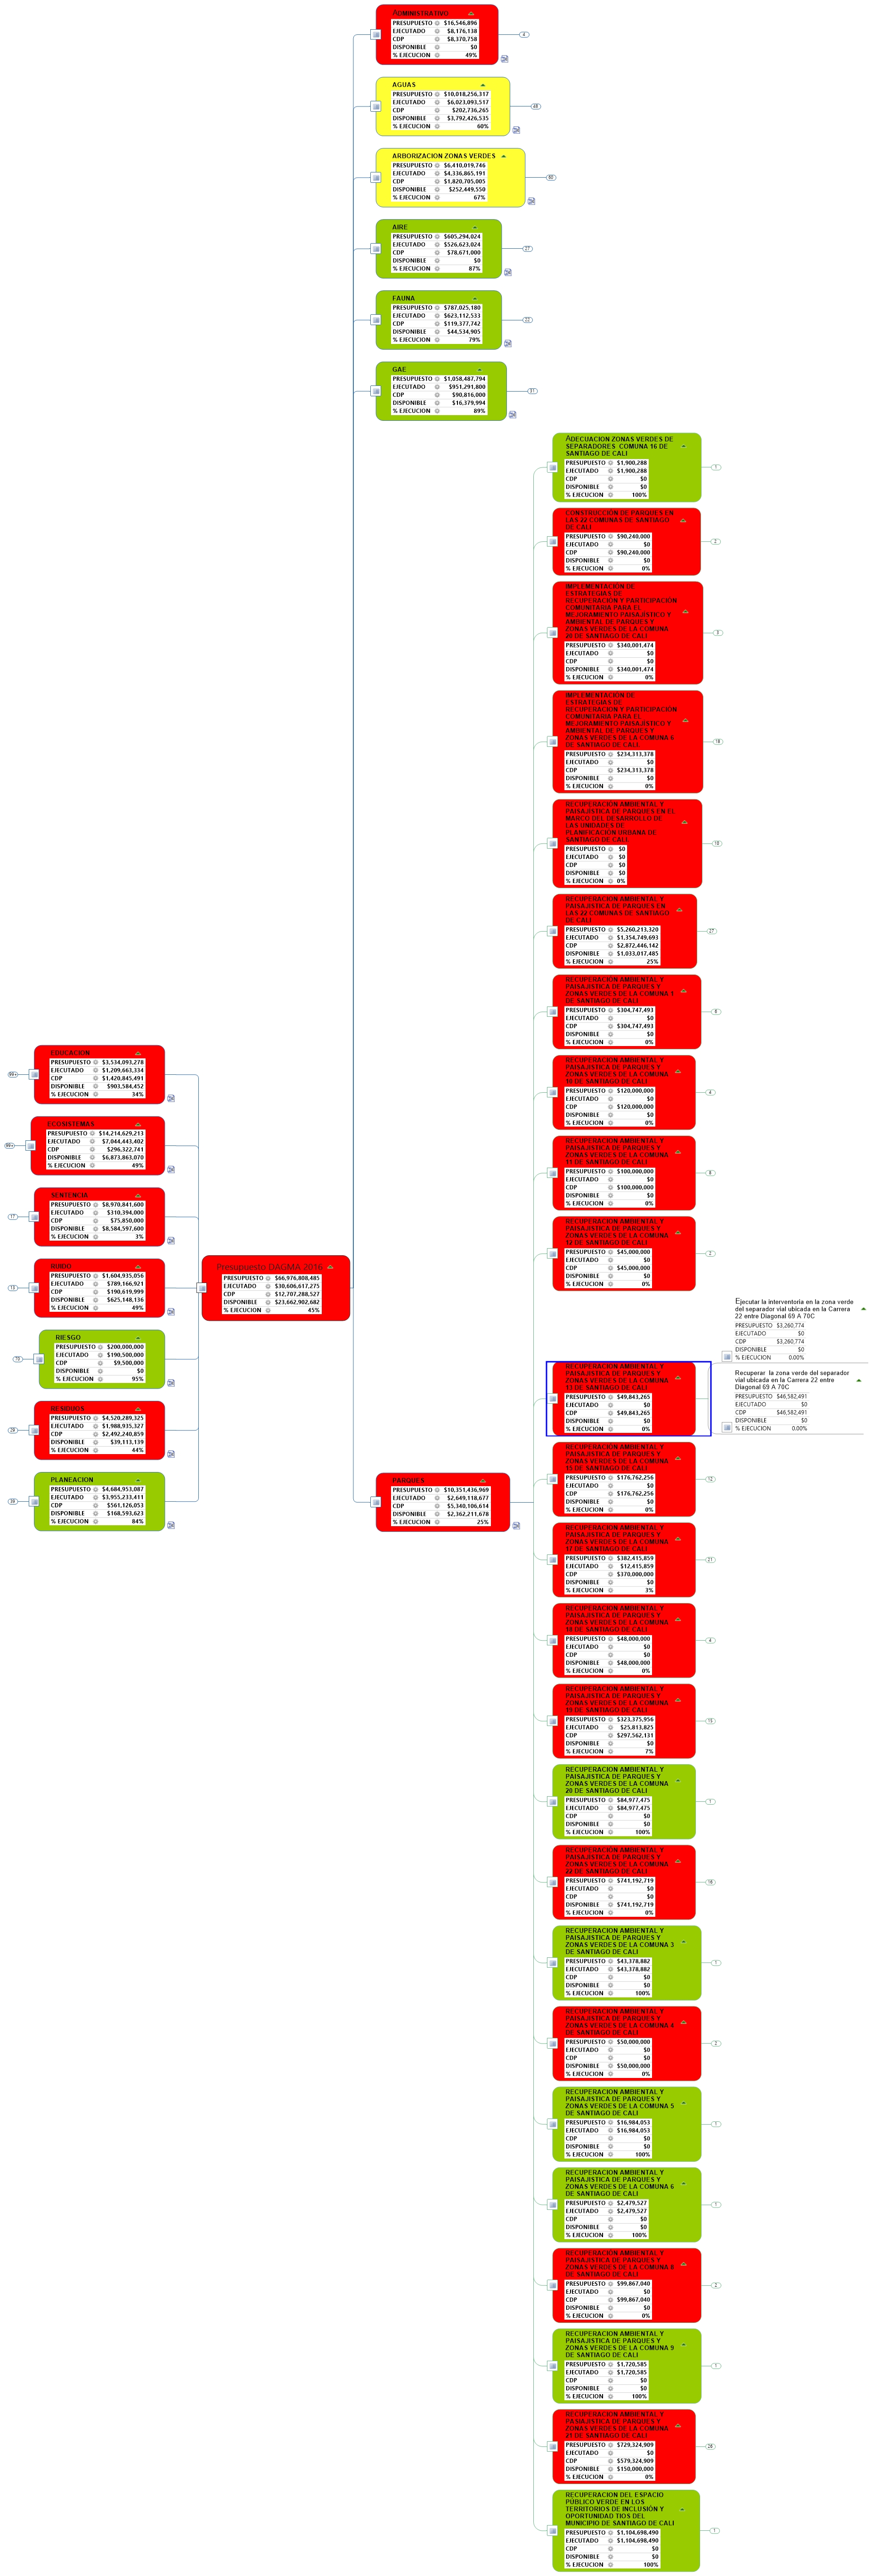 ADMINISTRATIVO
PRESUPUESTO $16,546,896
EJECUTADO $8,176,138
CDP $8,370,758
DISPONIBLE $0
% EJECUCION 49%
4
AGUAS
PRESUPUESTO $10,018,256,317
EJECUTADO $6,023,093,517
CDP $202,736,265
DISPONIBLE $3,792,426,535
% EJECUCION 60%
48
ARBORIZACION ZONAS VERDES
PRESUPUESTO $6,410,019,746
EJECUTADO $4,336,865,191
CDP $1,820,705,005
DISPONIBLE $252,449,550
% EJECUCION 67%
60
AIRE
PRESUPUESTO $605,294,024
EJECUTADO $526,623,024
CDP $78,671,000
DISPONIBLE $0
% EJECUCION 87%
27
FAUNA
PRESUPUESTO $787,025,180
EJECUTADO $623,112,533
CDP $119,377,742
DISPONIBLE $44,534,905
% EJECUCION 79%
22
GAE
PRESUPUESTO $1,058,487,794
EJECUTADO $951,291,800
CDP $90,816,000
DISPONIBLE $16,379,994
% EJECUCION 89%
31
EDUCACION
PRESUPUESTO $3,534,093,278
EJECUTADO $1,209,663,334
CDP $1,420,845,491
DISPONIBLE $903,584,452
% EJECUCION 34%
99+
ECOSISTEMAS
PRESUPUESTO $14,214,629,213
EJECUTADO $7,044,443,402
CDP $296,322,741
DISPONIBLE $6,873,863,070
% EJECUCION 49%
99+
SENTENCIA
PRESUPUESTO $8,970,841,600
EJECUTADO $310,394,000
CDP $75,850,000
DISPONIBLE $8,584,597,600
% EJECUCION 3%
RUIDO
PRESUPUESTO $1,604,935,056
EJECUTADO $789,166,921
CDP $190,619,999
DISPONIBLE $625,148,136
% EJECUCION 49%
RIESGO
PRESUPUESTO $200,000,000
EJECUTADO $190,500,000
CDP $9,500,000
DISPONIBLE $0
% EJECUCION 95%
RESIDUOS
PRESUPUESTO $4,520,289,325
EJECUTADO $1,988,935,327
CDP $2,492,240,859
DISPONIBLE $39,113,139
% EJECUCION 44%
29
PLANEACION
PRESUPUESTO $4,684,953,087
EJECUTADO $3,955,233,411
CDP $561,126,053
DISPONIBLE $168,593,623
% EJECUCION 84%
Presupuesto DAGMA 2016
PRESUPUESTO $66,976,808,485
EJECUTADO $30,606,617,275
CDP $12,707,288,527
DISPONIBLE $23,662,902,682
% EJECUCION 45%
PARQUES
PRESUPUESTO $10,351,436,969
EJECUTADO $2,649,118,677
CDP $5,340,106,614
DISPONIBLE $2,362,211,678
% EJECUCION 25%
ADECUACION ZONAS VERDES DE
SEPARADORES COMUNA 16 DE
SANTIAGO DE CALI
PRESUPUESTO $1,900,288
EJECUTADO $1,900,288
CDP $0
DISPONIBLE $0
% EJECUCION 100%
1
CONSTRUCCIÓN DE PARQUES EN
LAS 22 COMUNAS DE SANTIAGO
DE CALI
PRESUPUESTO $90,240,000
EJECUTADO $0
CDP $90,240,000
DISPONIBLE $0
% EJECUCION 0%
2
IMPLEMENTACIÓN DE
ESTRATEGIAS DE
RECUPERACIÓN Y PARTICIPACIÓN
COMUNITARIA PARA EL
MEJORAMIENTO PAISAJÍSTICO Y
AMBIENTAL DE PARQUES Y
ZONAS VERDES DE LA COMUNA
20 DE SANTIAGO DE CALI
PRESUPUESTO $340,001,474
EJECUTADO $0
CDP $0
DISPONIBLE $340,001,474
% EJECUCION 0%
IMPLEMENTACIÓN DE
ESTRATEGIAS DE
RECUPERACIÓN Y PARTICIPACIÓN
COMUNITARIA PARA EL
MEJORAMIENTO PAISAJÍSTICO Y
AMBIENTAL DE PARQUES Y
ZONAS VERDES DE LA COMUNA 6
DE SANTIAGO DE CALI.
PRESUPUESTO $234,313,378
EJECUTADO $0
CDP $234,313,378
DISPONIBLE $0
% EJECUCION 0%
18
RECUPERACIÓN AMBIENTAL Y
PAISAJÍSTICA DE PARQUES EN EL
MARCO DEL DESARROLLO DE
LAS UNIDADES DE
PLANIFICACIÓN URBANA DE
SANTIAGO DE CALI
PRESUPUESTO $0
EJECUTADO $0
CDP $0
DISPONIBLE $0
% EJECUCION 0%
10
RECUPERACION AMBIENTAL Y
PAISAJISTICA DE PARQUES EN
LAS 22 COMUNAS DE SANTIAGO
DE CALI
PRESUPUESTO $5,260,213,320
EJECUTADO $1,354,749,693
CDP $2,872,446,142
DISPONIBLE $1,033,017,485
% EJECUCION 25%
27
RECUPERACION AMBIENTAL Y
PAISAJISTICA DE PARQUES Y
ZONAS VERDES DE LA COMUNA 1
DE SANTIAGO DE CALI
PRESUPUESTO $304,747,493
EJECUTADO $0
CDP $304,747,493
DISPONIBLE $0
% EJECUCION 0%
8
RECUPERACION AMBIENTAL Y
PAISAJISTICA DE PARQUES Y
ZONAS VERDES DE LA COMUNA
10 DE SANTIAGO DE CALI
PRESUPUESTO $120,000,000
EJECUTADO $0
CDP $120,000,000
DISPONIBLE $0
% EJECUCION 0%
4
RECUPERACION AMBIENTAL Y
PAISAJISTICA DE PARQUES Y
ZONAS VERDES DE LA COMUNA
11 DE SANTIAGO DE CALI
PRESUPUESTO $100,000,000
EJECUTADO $0
CDP $100,000,000
DISPONIBLE $0
% EJECUCION 0%
8
RECUPERACION AMBIENTAL Y
PAISAJISTICA DE PARQUES Y
ZONAS VERDES DE LA COMUNA
12 DE SANTIAGO DE CALI
PRESUPUESTO $45,000,000
EJECUTADO $0
CDP $45,000,000
DISPONIBLE $0
% EJECUCION 0%
2
RECUPERACION AMBIENTAL Y
PAISAJISTICA DE PARQUES Y
ZONAS VERDES DE LA COMUNA
13 DE SANTIAGO DE CALI
PRESUPUESTO $49,843,265
EJECUTADO $0
CDP $49,843,265
DISPONIBLE $0
% EJECUCION 0%
Ejecutar la interventoría en la zona verde
del separador vial ubicada en la Carrera
22 entre Diagonal 69 A 70C
PRESUPUESTO $3,260,774
EJECUTADO $0
CDP $3,260,774
DISPONIBLE $0
% EJECUCION 0.00%
Recuperar la zona verde del separador
vial ubicada en la Carrera 22 entre
Diagonal 69 A 70C
PRESUPUESTO $46,582,491
EJECUTADO $0
CDP $46,582,491
DISPONIBLE $0
% EJECUCION 0.00%
RECUPERACION AMBIENTAL Y
PAISAJISTICA DE PARQUES Y
ZONAS VERDES DE LA COMUNA
15 DE SANTIAGO DE CALI
PRESUPUESTO $176,762,256
EJECUTADO $0
CDP $176,762,256
DISPONIBLE $0
% EJECUCION 0%
12
RECUPERACION AMBIENTAL Y
PAISAJISTICA DE PARQUES Y
ZONAS VERDES DE LA COMUNA
17 DE SANTIAGO DE CALI
PRESUPUESTO $382,415,859
EJECUTADO $12,415,859
CDP $370,000,000
DISPONIBLE $0
% EJECUCION 3%
21
RECUPERACION AMBIENTAL Y
PAISAJISTICA DE PARQUES Y
ZONAS VERDES DE LA COMUNA
18 DE SANTIAGO DE CALI
PRESUPUESTO $48,000,000
EJECUTADO $0
CDP $0
DISPONIBLE $48,000,000
% EJECUCION 0%
4
RECUPERACION AMBIENTAL Y
PAISAJISTICA DE PARQUES Y
ZONAS VERDES DE LA COMUNA
19 DE SANTIAGO DE CALI
PRESUPUESTO $323,375,956
EJECUTADO $25,813,825
CDP $297,562,131
DISPONIBLE $0
% EJECUCION 7%
RECUPERACION AMBIENTAL Y
PAISAJISTICA DE PARQUES Y
ZONAS VERDES DE LA COMUNA
20 DE SANTIAGO DE CALI
PRESUPUESTO $84,977,475
EJECUTADO $84,977,475
CDP $0
DISPONIBLE $0
% EJECUCION 100%
1
RECUPERACIÓN AMBIENTAL Y
PAISAJISTICA DE PARQUES Y
ZONAS VERDES DE LA COMUNA
22 DE SANTIAGO DE CALI
PRESUPUESTO $741,192,719
EJECUTADO $0
CDP $0
DISPONIBLE $741,192,719
% EJECUCION 0%
16
RECUPERACION AMBIENTAL Y
PAISAJISTICA DE PARQUES Y
ZONAS VERDES DE LA COMUNA 3
DE SANTIAGO DE CALI
PRESUPUESTO $43,378,882
EJECUTADO $43,378,882
CDP $0
DISPONIBLE $0
% EJECUCION 100%
1
RECUPERACION AMBIENTAL Y
PAISAJISTICA DE PARQUES Y
ZONAS VERDES DE LA COMUNA 4
DE SANTIAGO DE CALI
PRESUPUESTO $50,000,000
EJECUTADO $0
CDP $0
DISPONIBLE $50,000,000
% EJECUCION 0%
2
RECUPERACION AMBIENTAL Y
PAISAJISTICA DE PARQUES Y
ZONAS VERDES DE LA COMUNA 5
DE SANTIAGO DE CALI
PRESUPUESTO $16,984,053
EJECUTADO $16,984,053
CDP $0
DISPONIBLE $0
% EJECUCION 100%
1
RECUPERACION AMBIENTAL Y
PAISAJISTICA DE PARQUES Y
ZONAS VERDES DE LA COMUNA 6
DE SANTIAGO DE CALI
PRESUPUESTO $2,479,527
EJECUTADO $2,479,527
CDP $0
DISPONIBLE $0
% EJECUCION 100%
1
RECUPERACION AMBIENTAL Y
PAISAJISTICA DE PARQUES Y
ZONAS VERDES DE LA COMUNA 8
DE SANTIAGO DE CALI
PRESUPUESTO $99,867,040
EJECUTADO $0
CDP $99,867,040
DISPONIBLE $0
% EJECUCION 0%
2
RECUPERACION AMBIENTAL Y
PAISAJISTICA DE PARQUES Y
ZONAS VERDES DE LA COMUNA 9
DE SANTIAGO DE CALI
PRESUPUESTO $1,720,585
EJECUTADO $1,720,585
CDP $0
DISPONIBLE $0
% EJECUCION 100%
1
RECUPERACION AMBIENTAL Y
PAISAJISTICA DE PARQUES Y
ZONAS VERDES DE LA COMUNA
21 DE SANTIAGO DE CALI
PRESUPUESTO $729,324,909
EJECUTADO $0
CDP $579,324,909
DISPONIBLE $150,000,000
% EJECUCION 0%
26
RECUPERACION DEL ESPACIO
PÚBLICO VERDE EN LOS
TERRITORIOS DE INCLUSIÓN Y
OPORTUNIDAD TIOS DEL
MUNICIPIO DE SANTIAGO DE CALI
PRESUPUESTO $1,104,698,490
EJECUTADO $1,104,698,490
CDP $0
DISPONIBLE $0
% EJECUCION 100%
1